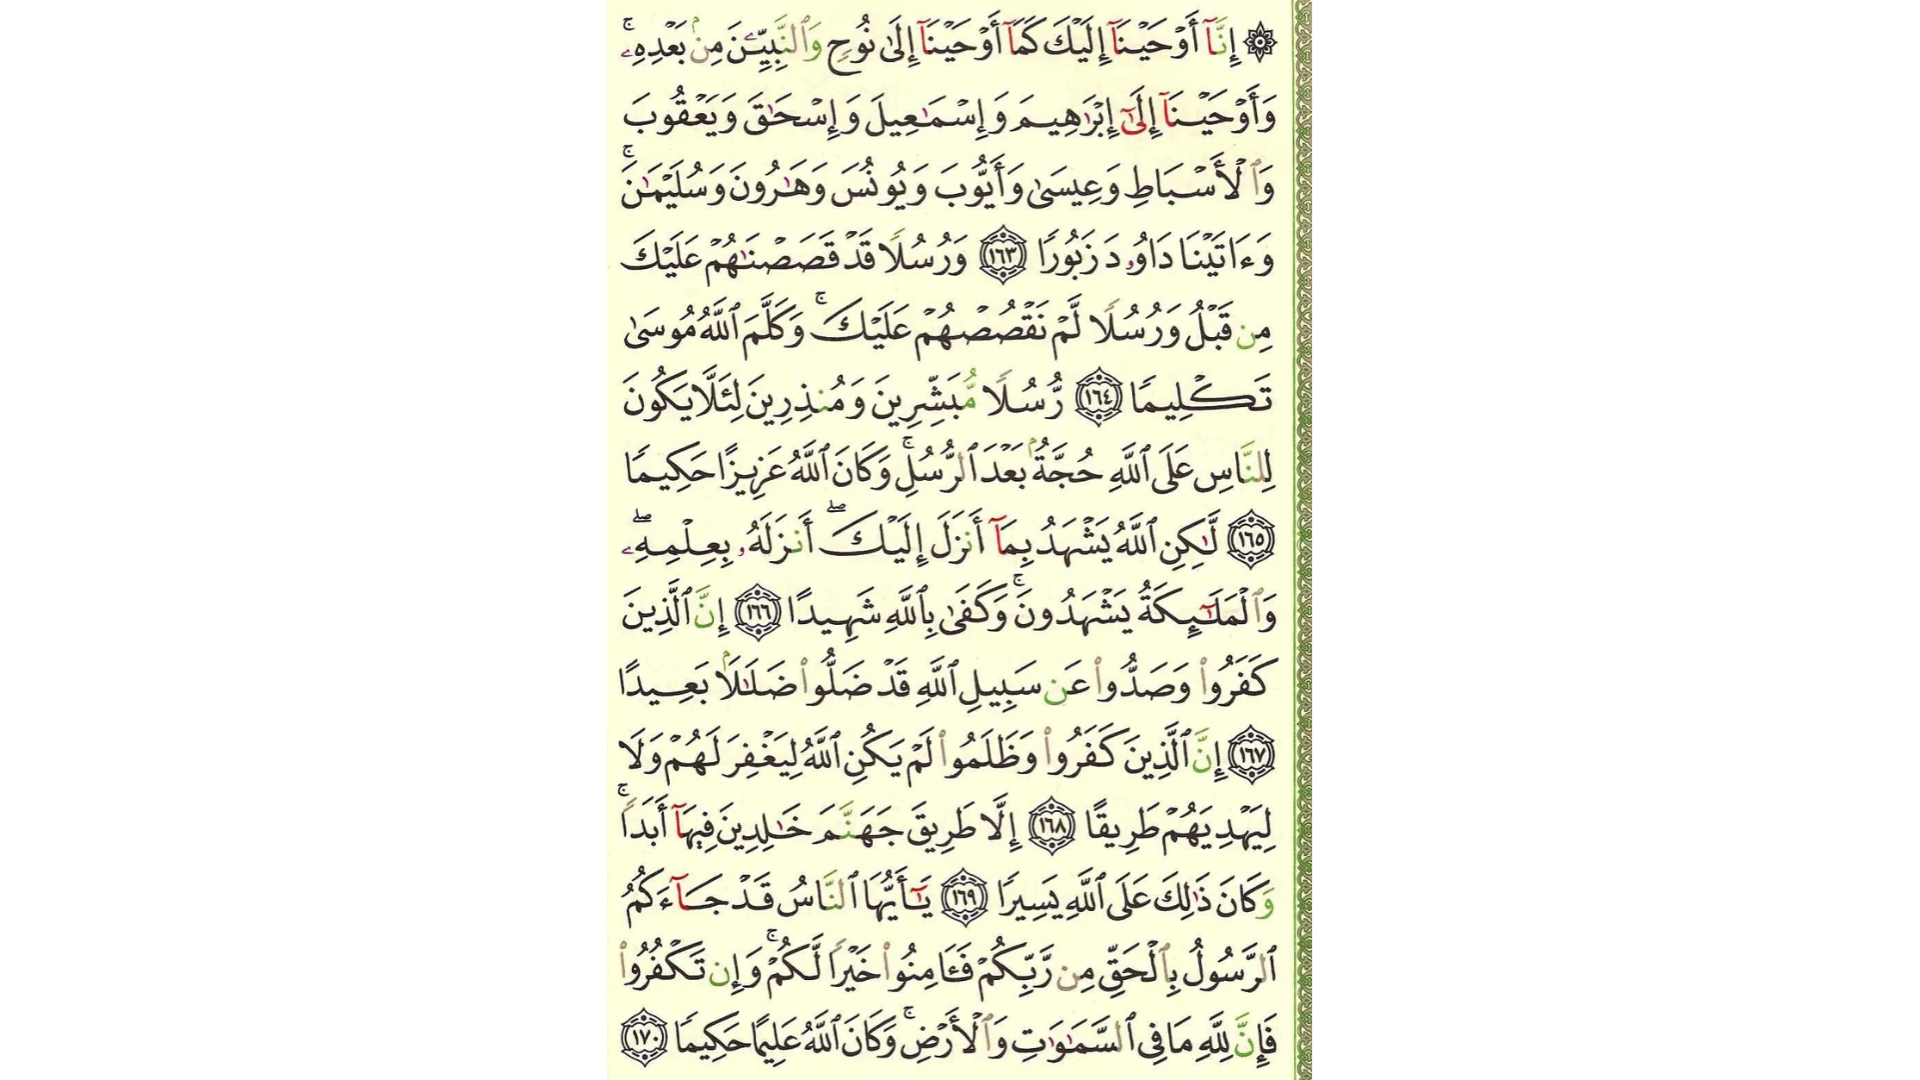 ۞ إِنَّآ أَوْحَيْنَآ إِلَيْكَ كَمَآ أَوْحَيْنَآ إِلَىٰ نُوحٍ وَٱلنَّبِيِّـۧنَ مِنۢ بَعْدِهِۦۚ
وَأَوْحَيْنَآ إِلَىٰٓ إِبْرَٰهِيمَ وَإِسْمَـٰعِيلَ وَإِسْحَـٰقَ وَيَعْقُوبَ
وَٱلْأَسْبَاطِ وَعِيسَىٰ وَأَيُّوبَ وَيُونُسَ وَهَـٰرُونَ وَسُلَيْمَـٰنَۚ
وَءَاتَيْنَا دَاوُۥدَ زَبُورًا ١٦٣ وَرُسُلًا قَدْ قَصَصْنَـٰهُمْ عَلَيْكَ
مِن قَبْلُ وَرُسُلًا لَّمْ نَقْصُصْهُمْ عَلَيْكَۚ وَكَلَّمَ ٱللَّهُ مُوسَىٰ
تَكْلِيمًا ١٦٤ رُّسُلًا مُّبَشِّرِينَ وَمُنذِرِينَ لِئَلَّا يَكُونَ
لِلنَّاسِ عَلَى ٱللَّهِ حُجَّةٌۢ بَعْدَ ٱلرُّسُلِۚ وَكَانَ ٱللَّهُ عَزِيزًا حَكِيمًا
١٦٥ لَّـٰكِنِ ٱللَّهُ يَشْهَدُ بِمَآ أَنزَلَ إِلَيْكَۖ أَنزَلَهُۥ بِعِلْمِهِۦۖ
وَٱلْمَلَـٰٓئِكَةُ يَشْهَدُونَۚ وَكَفَىٰ بِٱللَّهِ شَهِيدًا ١٦٦ إِنَّ ٱلَّذِينَ
كَفَرُوا۟ وَصَدُّوا۟ عَن سَبِيلِ ٱللَّهِ قَدْ ضَلُّوا۟ ضَلَـٰلًۢا بَعِيدًا
١٦٧ إِنَّ ٱلَّذِينَ كَفَرُوا۟ وَظَلَمُوا۟ لَمْ يَكُنِ ٱللَّهُ لِيَغْفِرَ لَهُمْ وَلَا
لِيَهْدِيَهُمْ طَرِيقًا ١٦٨ إِلَّا طَرِيقَ جَهَنَّمَ خَـٰلِدِينَ فِيهَآ أَبَدًاۚ
وَكَانَ ذَٰلِكَ عَلَى ٱللَّهِ يَسِيرًا ١٦٩ يَـٰٓأَيُّهَا ٱلنَّاسُ قَدْ جَآءَكُمُ
ٱلرَّسُولُ بِٱلْحَقِّ مِن رَّبِّكُمْ فَـَٔامِنُوا۟ خَيْرًا لَّكُمْۚ وَإِن تَكْفُرُوا۟
فَإِنَّ لِلَّهِ مَا فِى ٱلسَّمَـٰوَٰتِ وَٱلْأَرْضِۚ وَكَانَ ٱللَّهُ عَلِيمًا حَكِيمًا ١٧٠